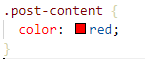 .post-content {
  color: red;
}